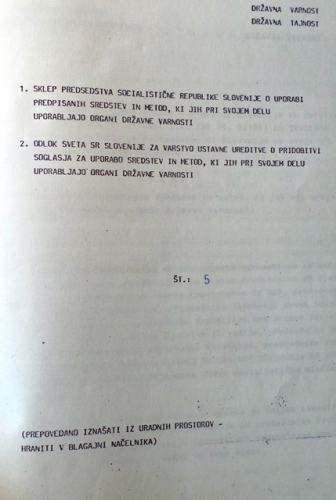 DRŽAVNA VARNOST
DRŽAVNA TAJNOST
1. SKLEP PREDSEDSTVA SOCIALISTIČNE REPUBLIKE SLOVENIJE O UPORABI
PREDPISANIH SREDSTEV IN METOD, KI JIH PRI SVOJEM DELU
UPORABLJAJO ORGANI DRŽAVNE VARNOSTI
2. ODLOK SVETA SR SLOVENIJE ZA VARSTVO USTAVNE UREDITVE O PRIDOBITVI
SOGLASJA ZA UPORABO SREDSTEV IN METOD, KI JIH PRI SVOJEM DELU
UPORABLJAJO ORGANI DRŽAVNE VARNOSTI
ŠT.: 5
(PREPOVEDANO IZNAŠATI IZ URADNIH PROSTOROV -
HRANITI V BLAGAJNI NAČELNIKA)